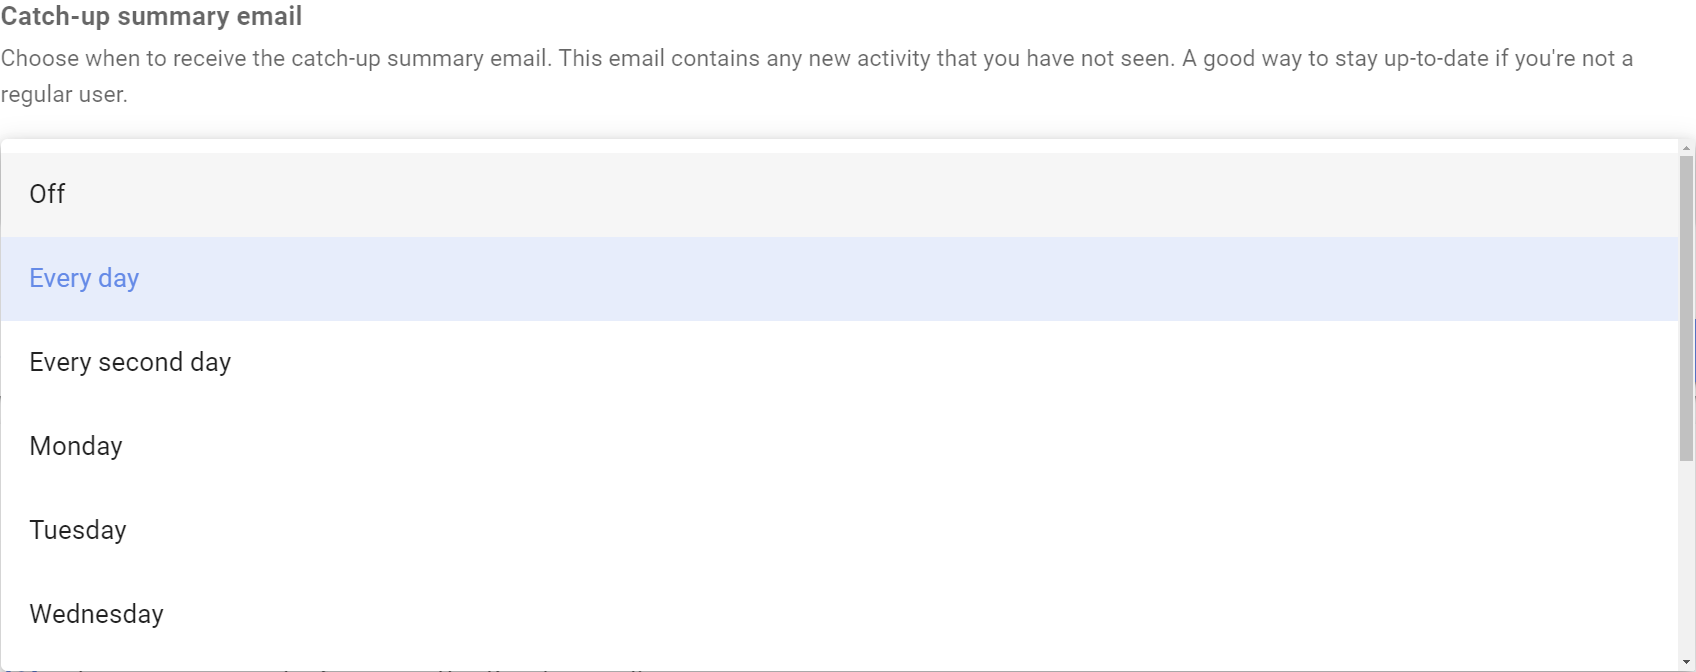 Catch-up summary email
Choose when to receive the catch-up summary email. This email contains any new activity that you have not seen. A good way to stay up-to-date if you're not a
regular user.
Off
Every day
Every second day
Monday
Tuesday
Wednesday